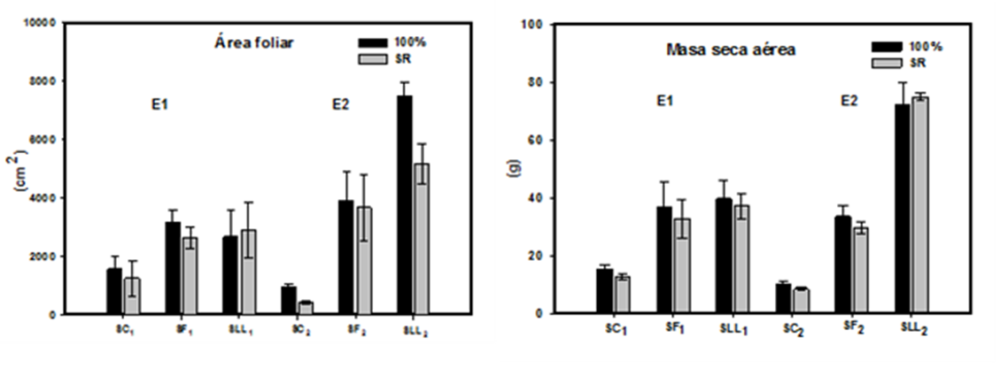 Área foliar
100%
SR
E1
E2
(cm²)
10000
8000
6000
4000
2000
0
SC₁ SF₁ SLL₁ SC₂ SF₂ SLL₂
Masa seca aérea
100%
SR
E1
E2
(g)
100
80
60
40
20
0
SC₁ SF₁ SLL₁ SC₂ SF₂ SLL₂